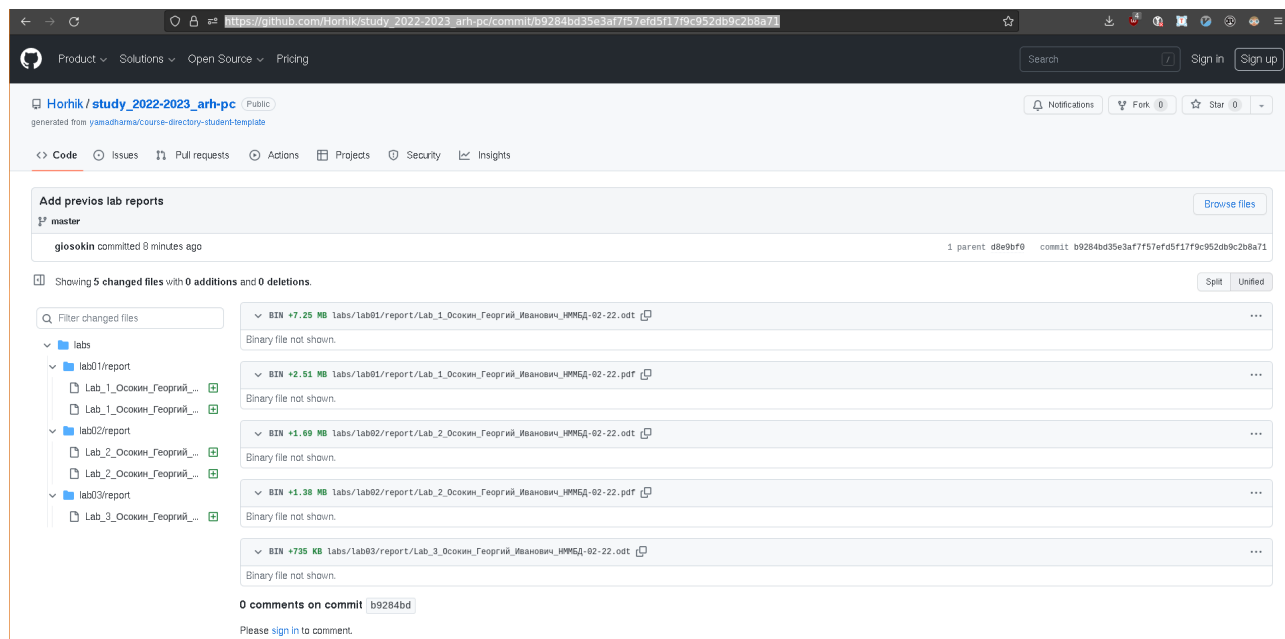 https://github.com/Horhik/study_2022-2023_arh-pc/commit/b9284bd35e3af7f57efd5f17f9c952db9c2b8a71
4
Product Solutions Open Source Pricing Search / Sign in Sign up
Horhik / study_2022-2023_arh-pc Public Notifications Fork 0 Star 0
generated from yamadharma/course-directory-student-template
Code Issues Pull requests Actions Projects Security Insights
Add previos lab reports Browse files
master
giosokin committed 8 minutes ago 1 parent d8e9bf0 commit b9284bd35e3af7f57efd5f17f9c952db9c2b8a71
Showing 5 changed files with 0 additions and 0 deletions. Split Unified
Filter changed files
labs
lab01/report
Lab_1_Осокин_Георгий_...
Lab_1_Осокин_Георгий_...
lab02/report
Lab_2_Осокин_Георгий_...
Lab_2_Осокин_Георгий_...
lab03/report
Lab_3_Осокин_Георгий_...
BIN +7.25 MB labs/lab01/report/Lab_1_Осокин_Георгий_Иванович_НММБД-02-22.odt
Binary file not shown.
BIN +2.51 MB labs/lab01/report/Lab_1_Осокин_Георгий_Иванович_НММБД-02-22.pdf
Binary file not shown.
BIN +1.69 MB labs/lab02/report/Lab_2_Осокин_Георгий_Иванович_НММБД-02-22.odt
Binary file not shown.
BIN +1.38 MB labs/lab02/report/Lab_2_Осокин_Георгий_Иванович_НММБД-02-22.pdf
Binary file not shown.
BIN +735 KB labs/lab03/report/Lab_3_Осокин_Георгий_Иванович_НММБД-02-22.odt
Binary file not shown.
0 comments on commit b9284bd
Please sign in to comment.